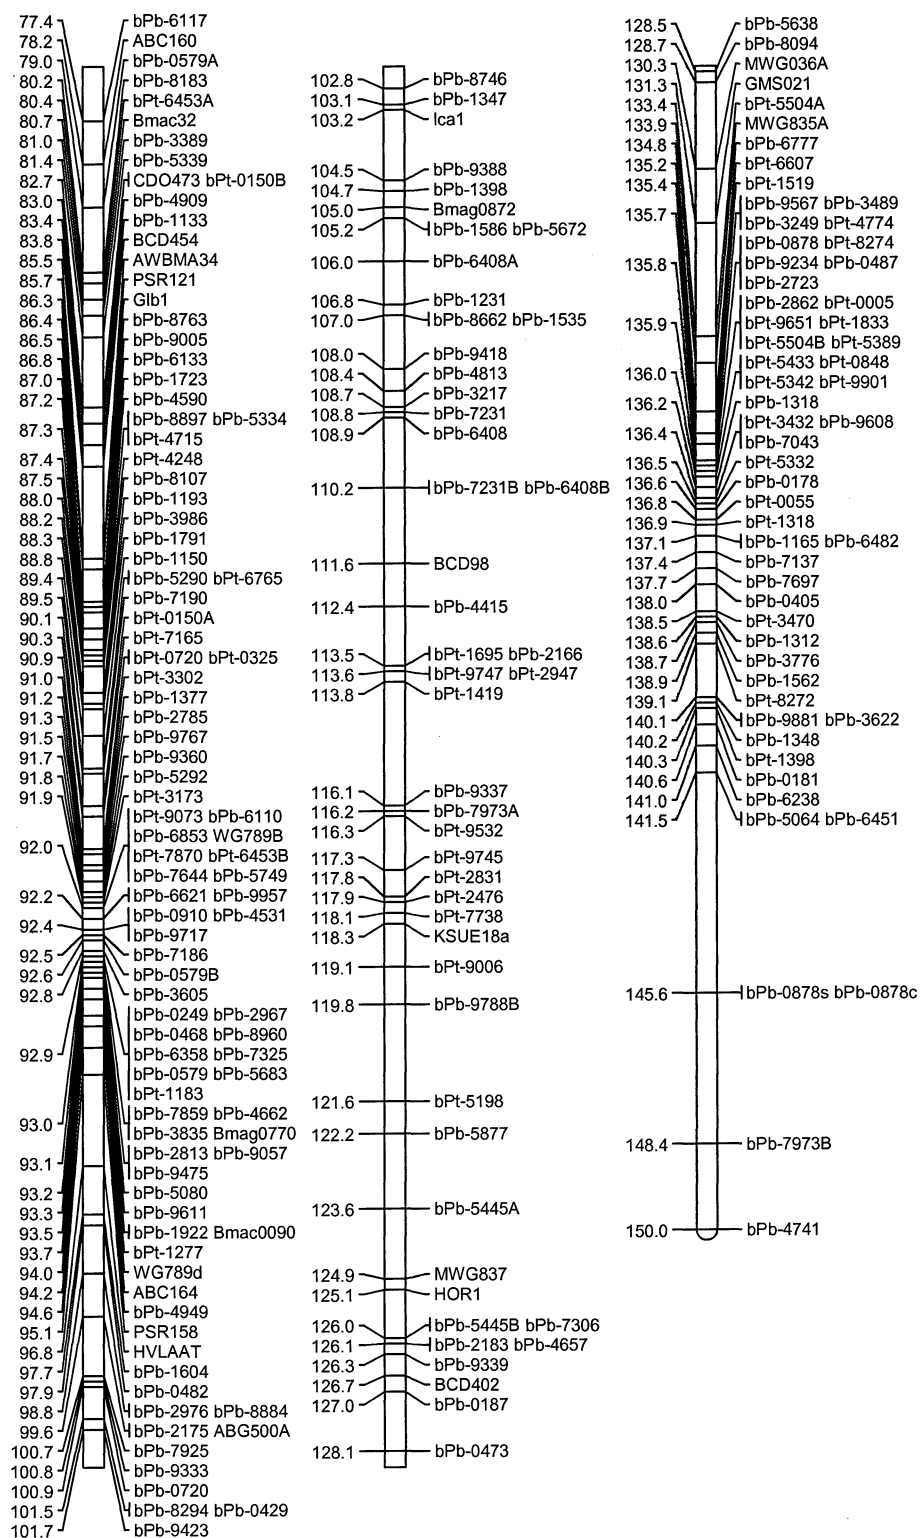 77.4 bPb-6117
78.2 ABC160
79.0 bPb-0579A
80.2 bPb-8183
80.4 bPt-6453A
80.7 Bmac32
81.0 bPb-3389
81.4 bPb-5339
82.7 CDO473 bPt-0150B
83.0 bPb-4909
83.4 bPb-1133
83.8 BCD454
85.5 AWBMA34
85.7 PSR121
86.3 Glb1
86.4 bPb-8763
86.5 bPb-9005
86.8 bPb-6133
87.0 bPb-1723
87.2 bPb-4590
bPb-8897 bPb-5334
87.3
bPt-4715
87.4 bPt-4248
87.5 bPb-8107
88.0 bPb-1193
88.2 bPb-3986
88.3 bPb-1791
88.8 bPb-1150
89.4 bPb-5290 bPt-6765
89.5 bPb-7190
90.1 bPt-0150A
90.3 bPt-7165
90.9 bPt-0720 bPt-0325
91.0 bPt-3302
91.2 bPb-1377
91.3 bPb-2785
91.5 bPb-9767
91.7 bPb-9360
91.8 bPb-5292
91.9 bPt-3173
bPt-9073 bPb-6110
bPb-6853 WG789B
92.0
bPt-7870 bPt-6453B
bPb-7644 bPb-5749
92.2 bPb-6621 bPb-9957
bPb-0910 bPb-4531
92.4
bPb-9717
92.5 bPb-7186
92.6 bPb-0579B
92.8 bPb-3605
bPb-0249 bPb-2967
bPb-0468 bPb-8960
92.9 bPb-6358 bPb-7325
bPb-0579 bPb-5683
bPt-1183
bPb-7859 bPb-4662
93.0
bPb-3835 Bmag0770
bPb-2813 bPb-9057
93.1
bPb-9475
93.2 bPb-5080
93.3 bPb-9611
93.5 bPb-1922 Bmac0090
93.7 bPt-1277
94.0 WG789d
94.2 ABC164
94.6 bPb-4949
95.1 PSR158
96.8 HVLAAT
97.7 bPb-1604
97.9 bPb-0482
98.8 bPb-2976 bPb-8884
99.6 bPb-2175 ABG500A
100.7 bPb-7925
100.8 bPb-9333
100.9 bPb-0720
101.5 bPb-8294 bPb-0429
101.7 bPb-9423
102.8 bPb-8746
103.1 bPb-1347
103.2 Ica1
104.5 bPb-9388
104.7 bPb-1398
105.0 Bmag0872
105.2 bPb-1586 bPb-5672
106.0 bPb-6408A
106.8 bPb-1231
107.0 bPb-8662 bPb-1535
108.0 bPb-9418
108.4 bPb-4813
108.7 bPb-3217
108.8 bPb-7231
108.9 bPb-6408
110.2 bPb-7231B bPb-6408B
111.6 BCD98
112.4 bPb-4415
113.5 bPt-1695 bPb-2166
113.6 bPt-9747 bPt-2947
113.8 bPt-1419
116.1 bPb-9337
116.2 bPb-7973A
116.3 bPt-9532
117.3 bPt-9745
117.8 bPt-2831
117.9 bPt-2476
118.1 bPt-7738
118.3 KSUE18a
119.1 bPt-9006
119.8 bPb-9788B
121.6 bPt-5198
122.2 bPb-5877
123.6 bPb-5445A
124.9 MWG837
125.1 HOR1
126.0 bPb-5445B bPb-7306
126.1 bPb-2183 bPb-4657
126.3 bPb-9339
126.7 BCD402
127.0 bPb-0187
128.1 bPb-0473
128.5 bPb-5638
128.7 bPb-8094
130.3 MWG036A
131.3 GMS021
133.4 bPt-5504A
133.9 MWG835A
134.8 bPb-6777
135.2 bPt-6607
135.4 bPt-1519
bPb-9567 bPb-3489
135.7
bPb-3249 bPt-4774
bPb-0878 bPt-8274
135.8 bPb-9234 bPb-0487
bPb-2723
bPb-2862 bPt-0005
135.9 bPt-9651 bPt-1833
bPt-5504B bPt-5389
bPt-5433 bPt-0848
136.0
bPt-5342 bPt-9901
136.2 bPb-1318
bPt-3432 bPb-9608
136.4
bPb-7043
136.5 bPt-5332
136.6 bPb-0178
136.8 bPt-0055
136.9 bPt-1318
137.1 bPb-1165 bPb-6482
137.4 bPb-7137
137.7 bPb-7697
138.0 bPb-0405
138.5 bPt-3470
138.6 bPb-1312
138.7 bPb-3776
138.9 bPb-1562
139.1 bPt-8272
140.1 bPb-9881 bPb-3622
140.2 bPb-1348
140.3 bPt-1398
140.6 bPb-0181
141.0 bPb-6238
141.5 bPb-5064 bPb-6451
145.6 bPb-0878s bPb-0878c
148.4 bPb-7973B
150.0 bPb-4741